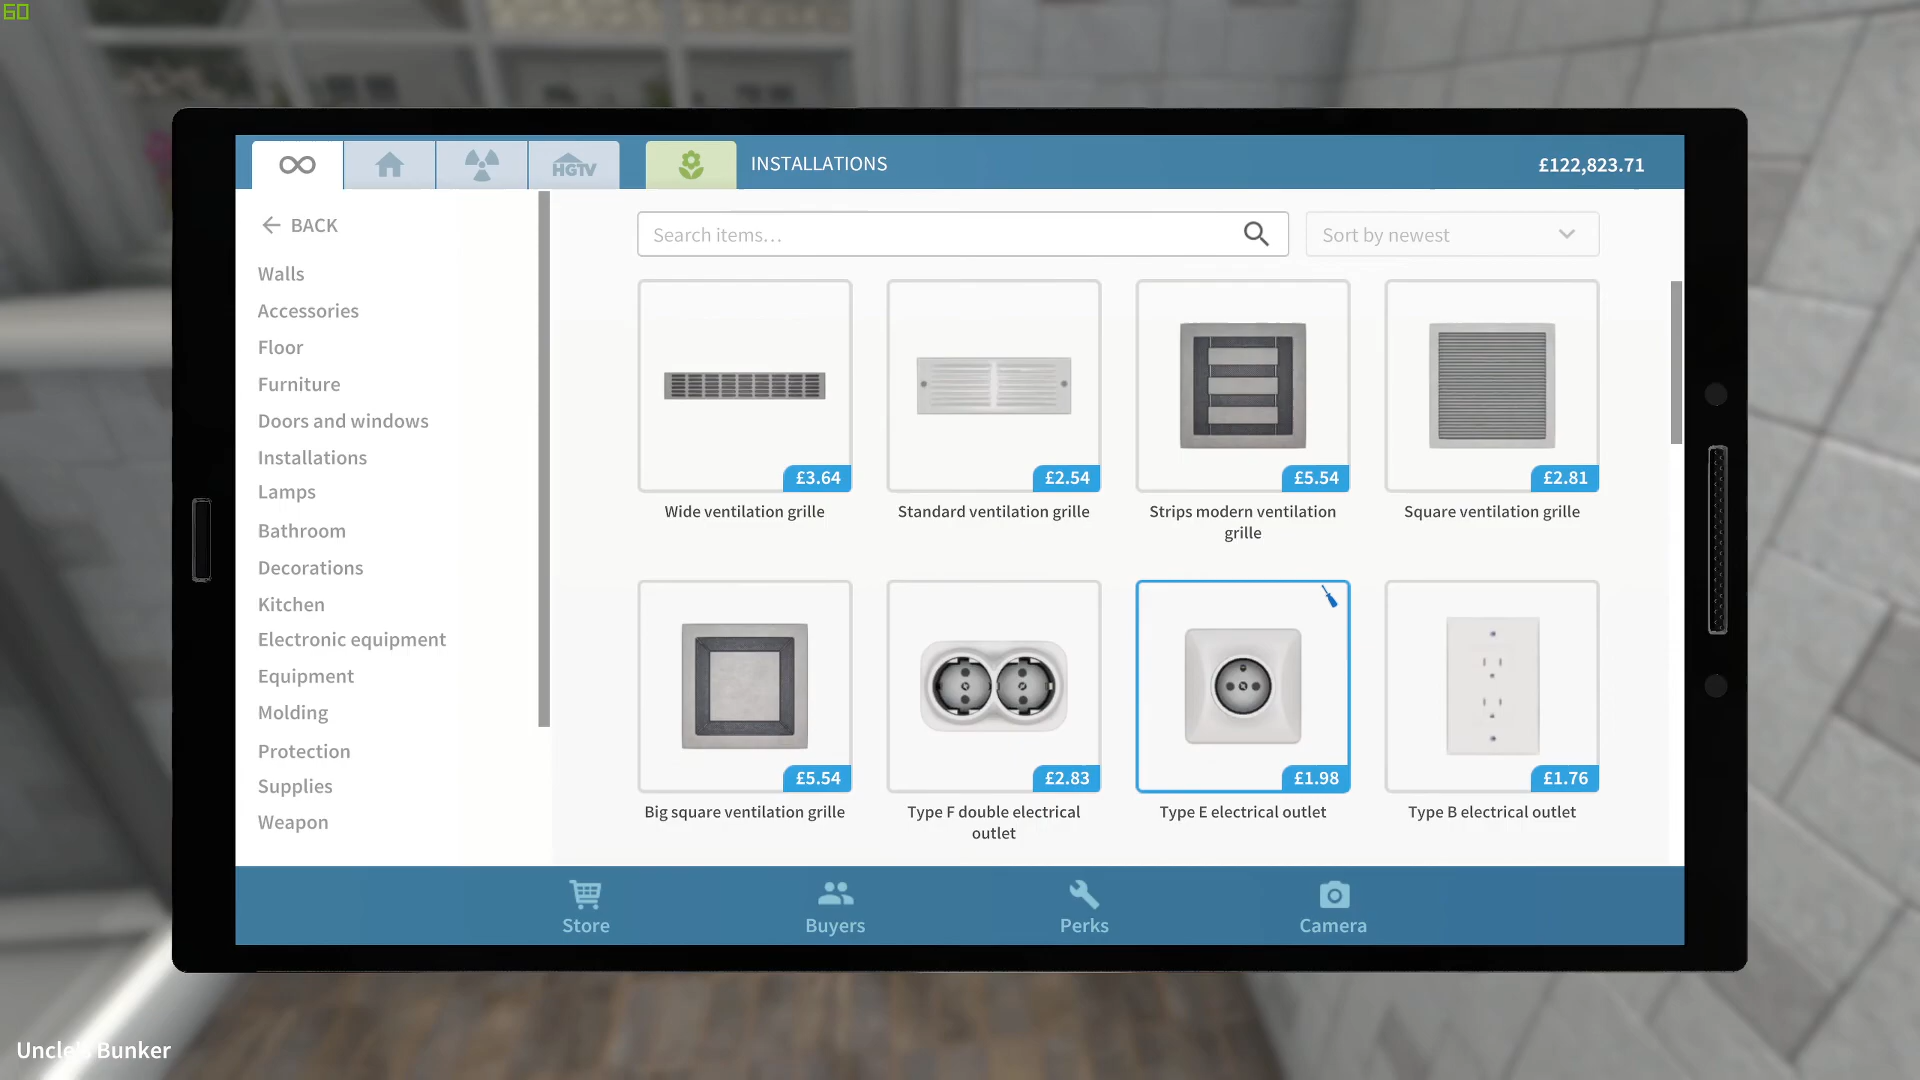 60
HGTV
INSTALLATIONS
£122,823.71
BACK
Search items...
Sort by newest
Walls
Accessories
Floor
Furniture
Doors and windows
Installations
Lamps
Bathroom
Decorations
Kitchen
Electronic equipment
Equipment
Molding
Protection
Supplies
Weapon
£3.64
£2.54
£5.54
£2.81
Wide ventilation grille
Standard ventilation grille
Strips modern ventilation
grille
Square ventilation grille
£5.54
£2.83
£1.98
£1.76
Big square ventilation grille
Type F double electrical
outlet
Type E electrical outlet
Type B electrical outlet
Store
Buyers
Perks
Camera
Uncle's Bunker